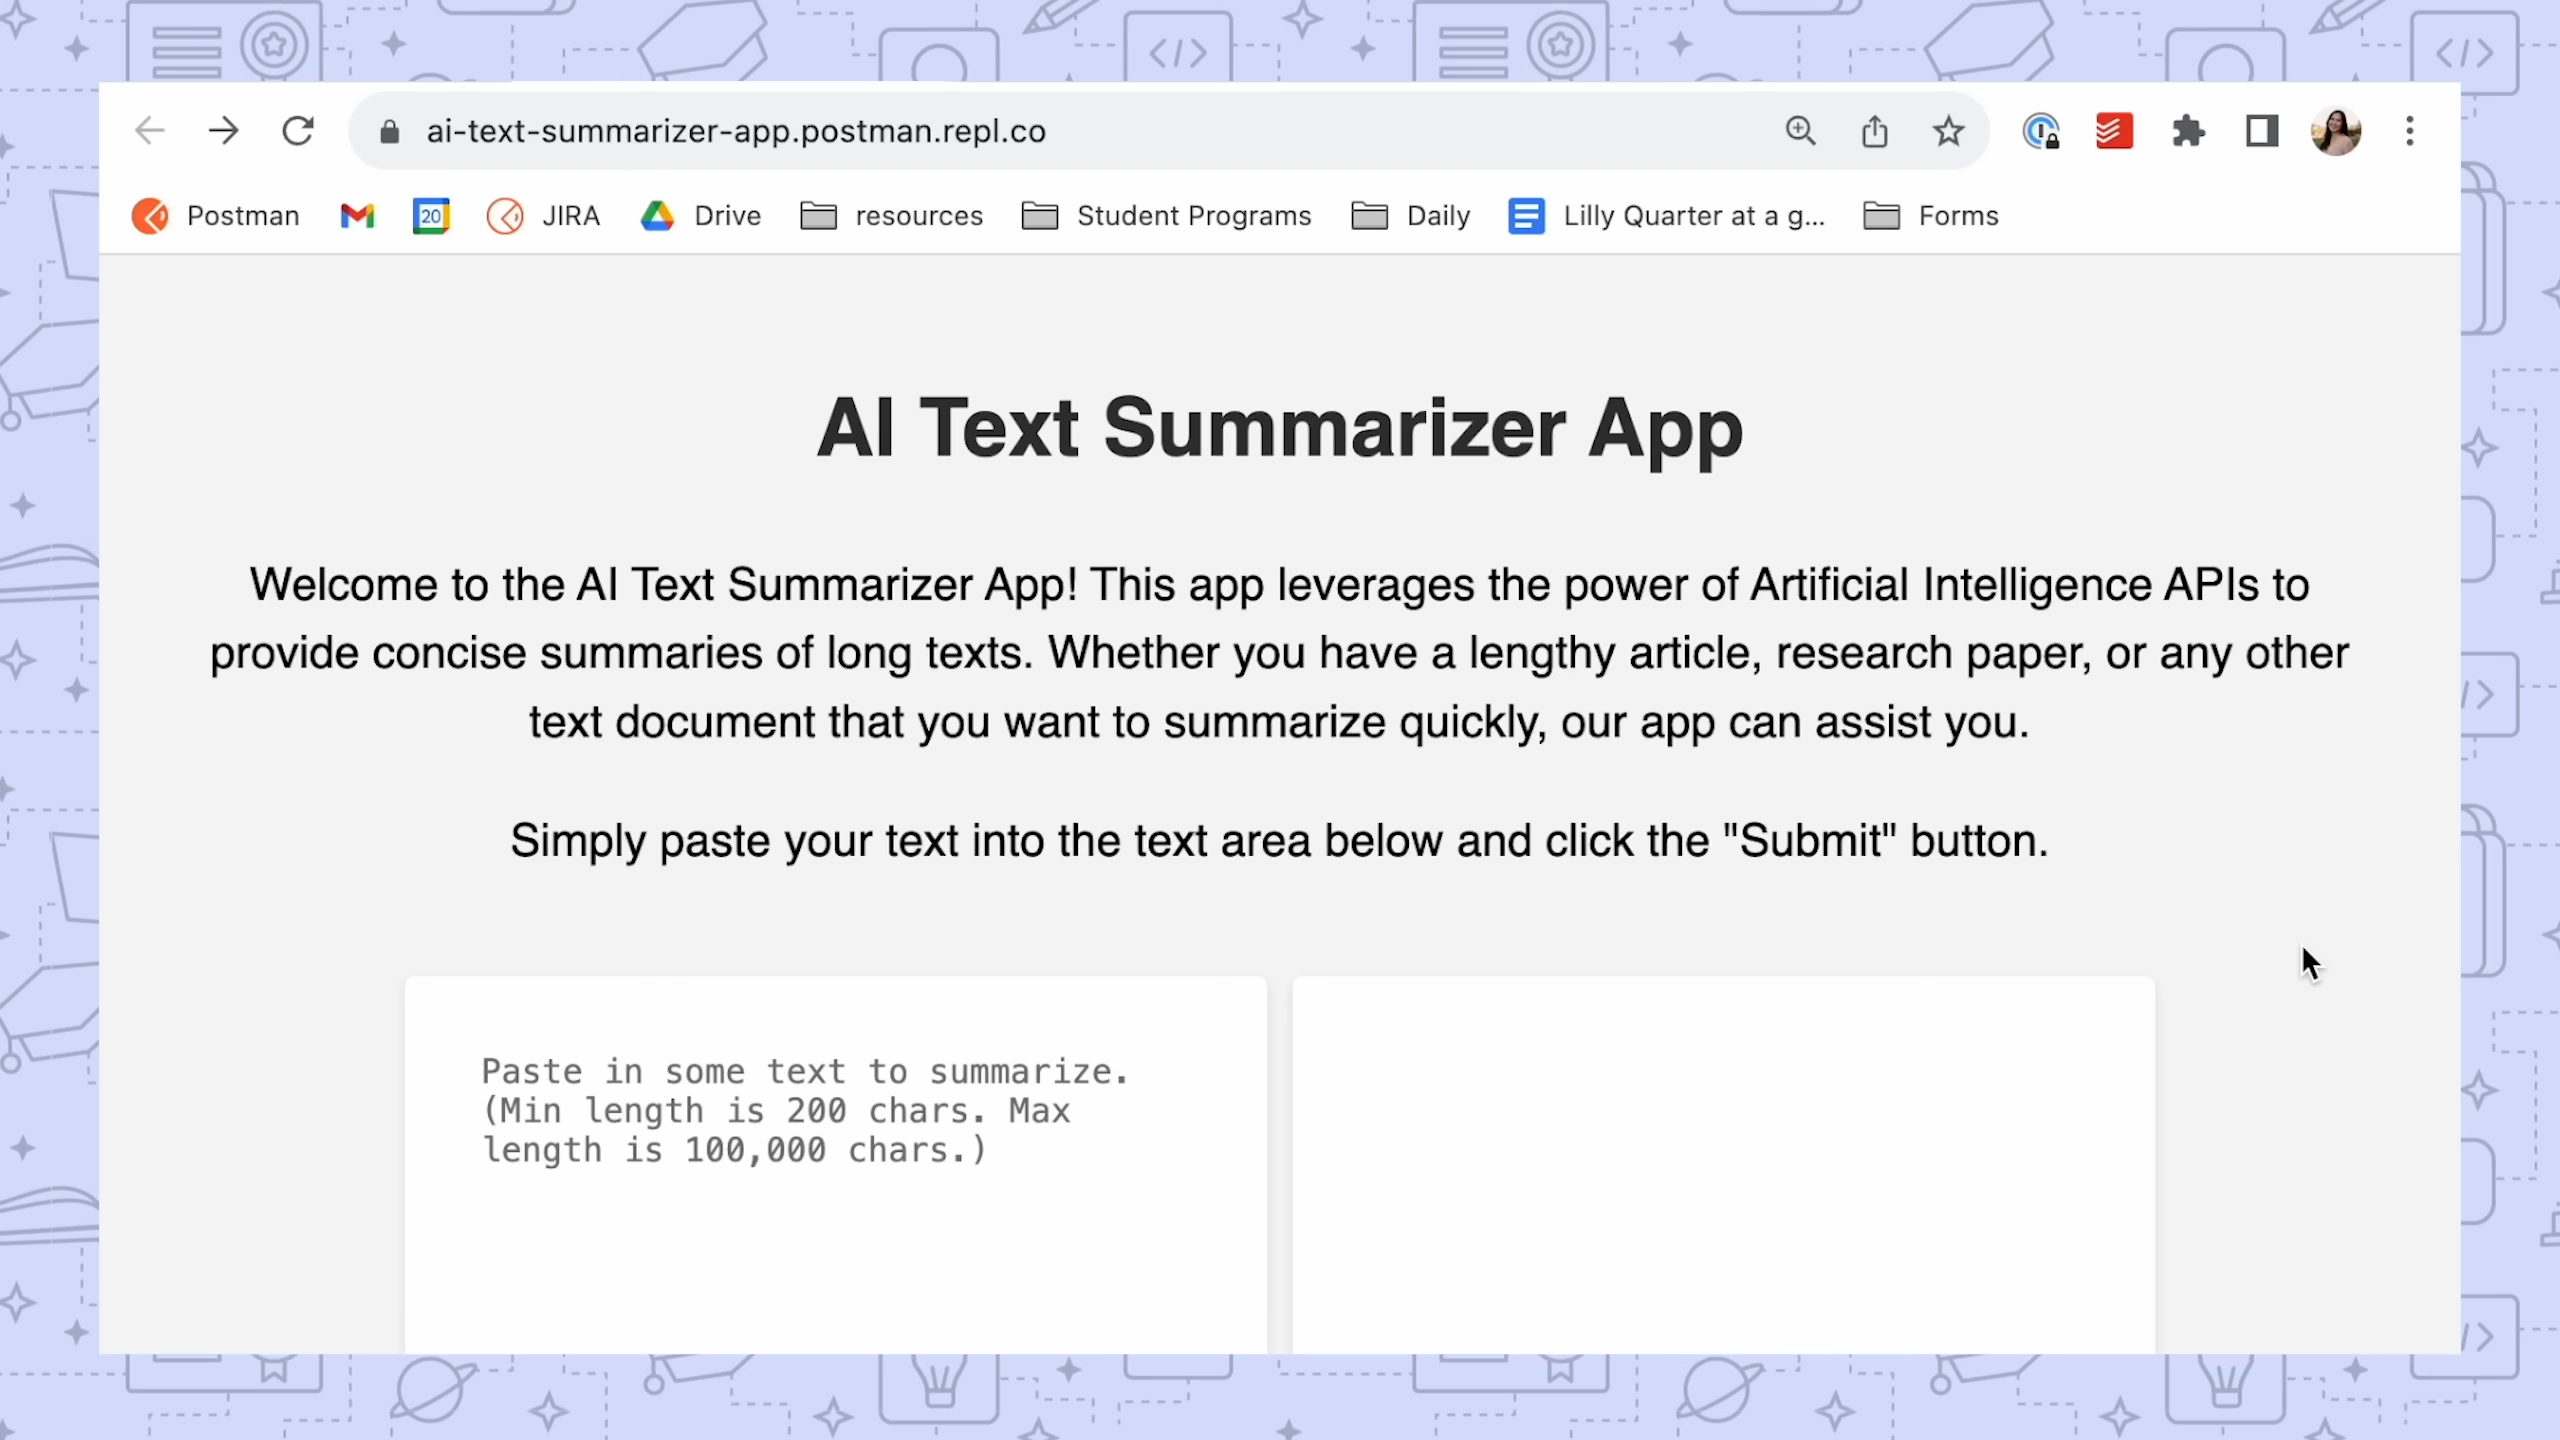 ai-text-summarizer-app.postman.repl.co
Postman 20 JIRA Drive resources Student Programs Daily Lilly Quarter at a g... Forms
AI Text Summarizer App
Welcome to the AI Text Summarizer App! This app leverages the power of Artificial Intelligence APIs to
provide concise summaries of long texts. Whether you have a lengthy article, research paper, or any other
text document that you want to summarize quickly, our app can assist you.
Simply paste your text into the text area below and click the "Submit" button.
Paste in some text to summarize.
(Min length is 200 chars. Max
length is 100,000 chars.)